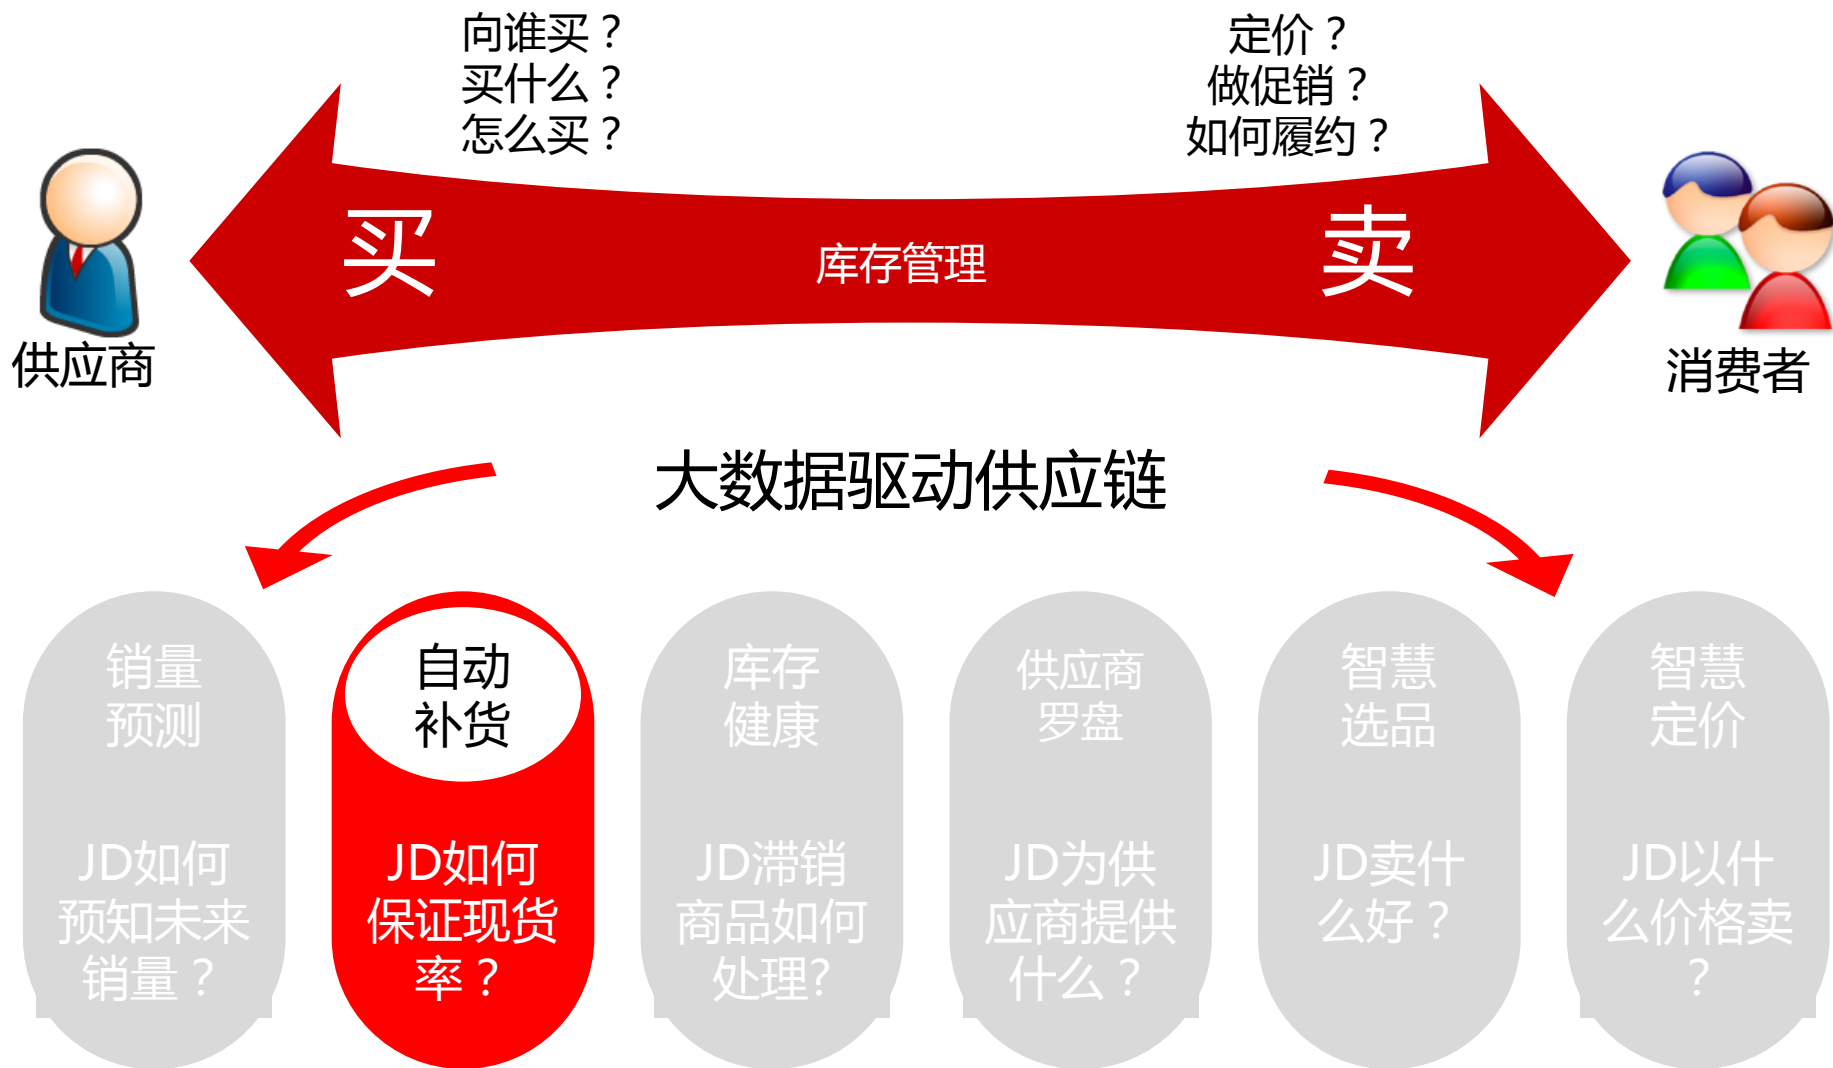 向谁买？
买什么？
怎么买？
定价？
做促销？
如何履约？
买
库存管理
卖
供应商
消费者
大数据驱动供应链
销量
预测
JD如何
预知未来
销量？
自动
补货
JD如何
保证现货
率？
库存
健康
JD滞销
商品如何
处理?
供应商
罗盘
JD为供
应商提供
什么？
智慧
选品
JD卖什
么好？
智慧
定价
JD以什
么价格卖
？